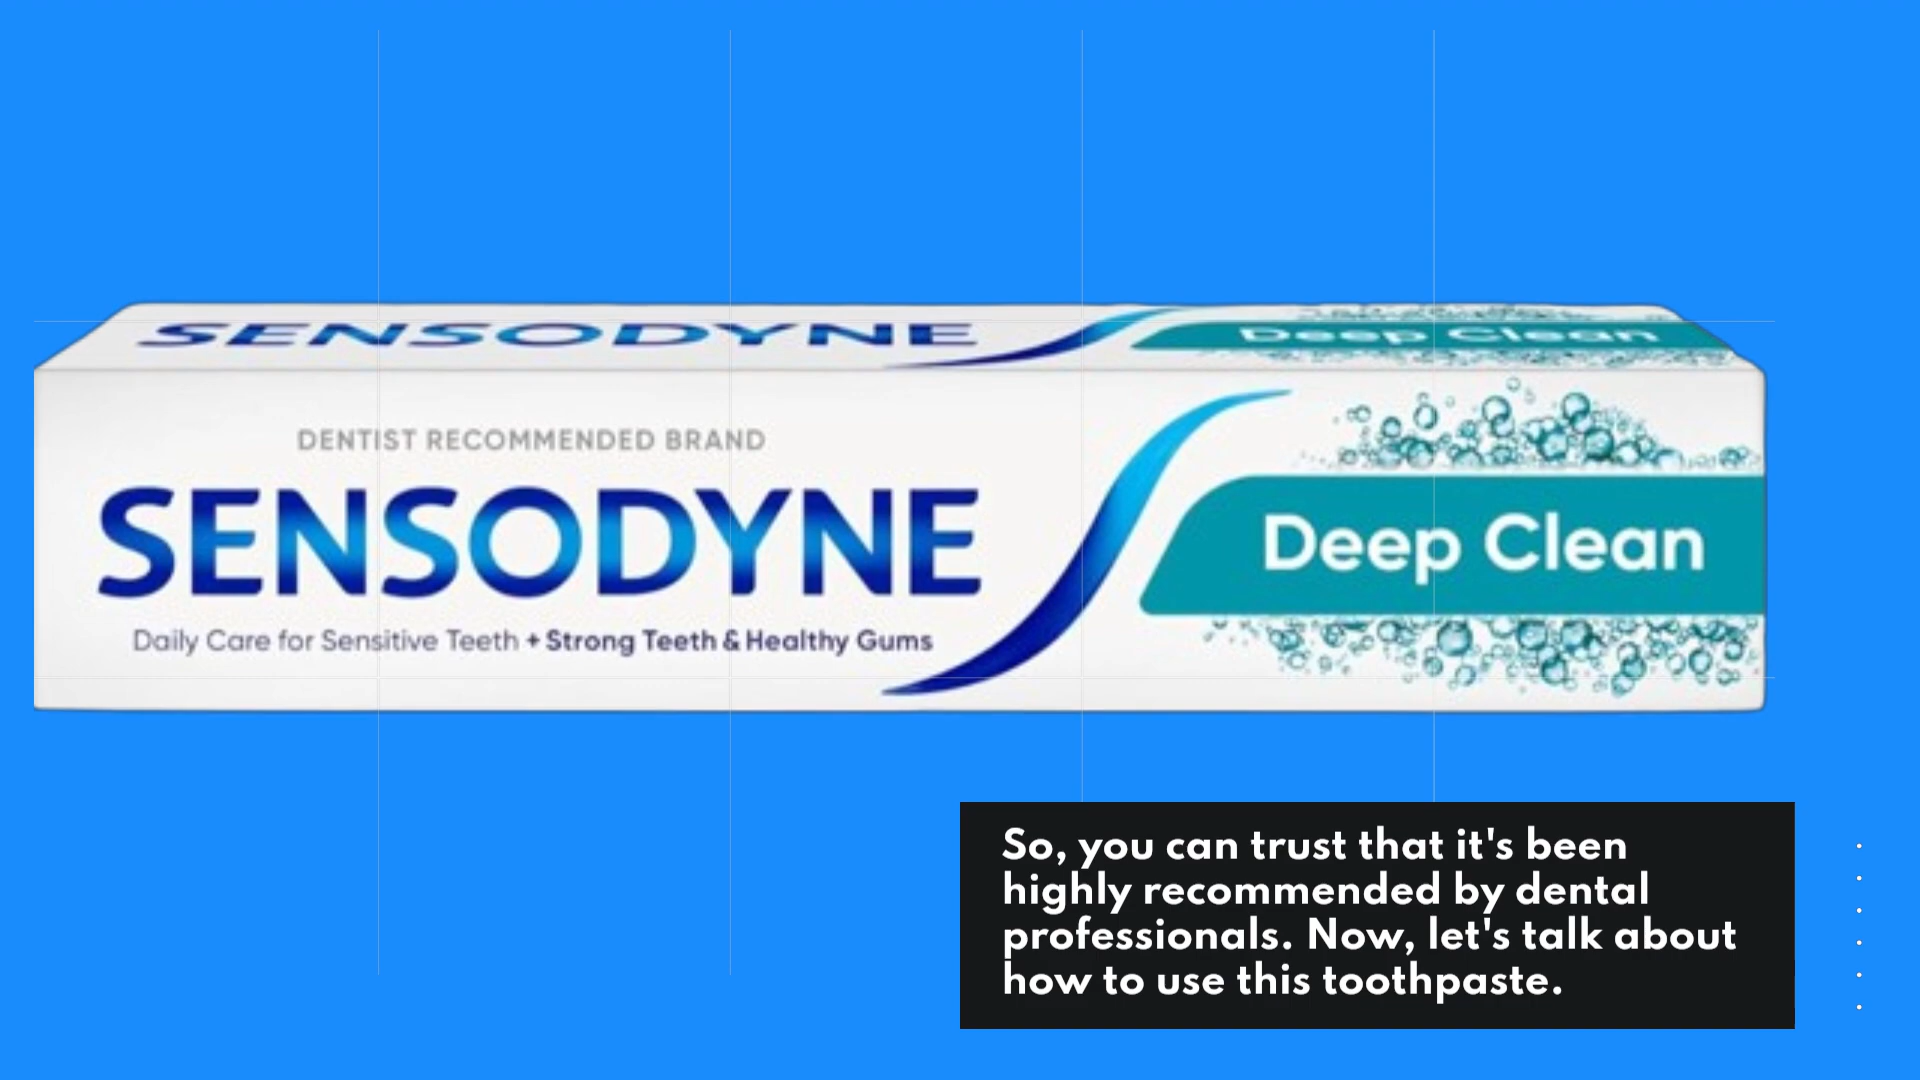 SENSODYNE Deep Clean
DENTIST RECOMMENDED BRAND
SENSODYNE
Deep Clean
Daily Care for Sensitive Teeth + Strong Teeth & Healthy Gums
So, you can trust that it's been
highly recommended by dental
professionals. Now, let's talk about
how to use this toothpaste.